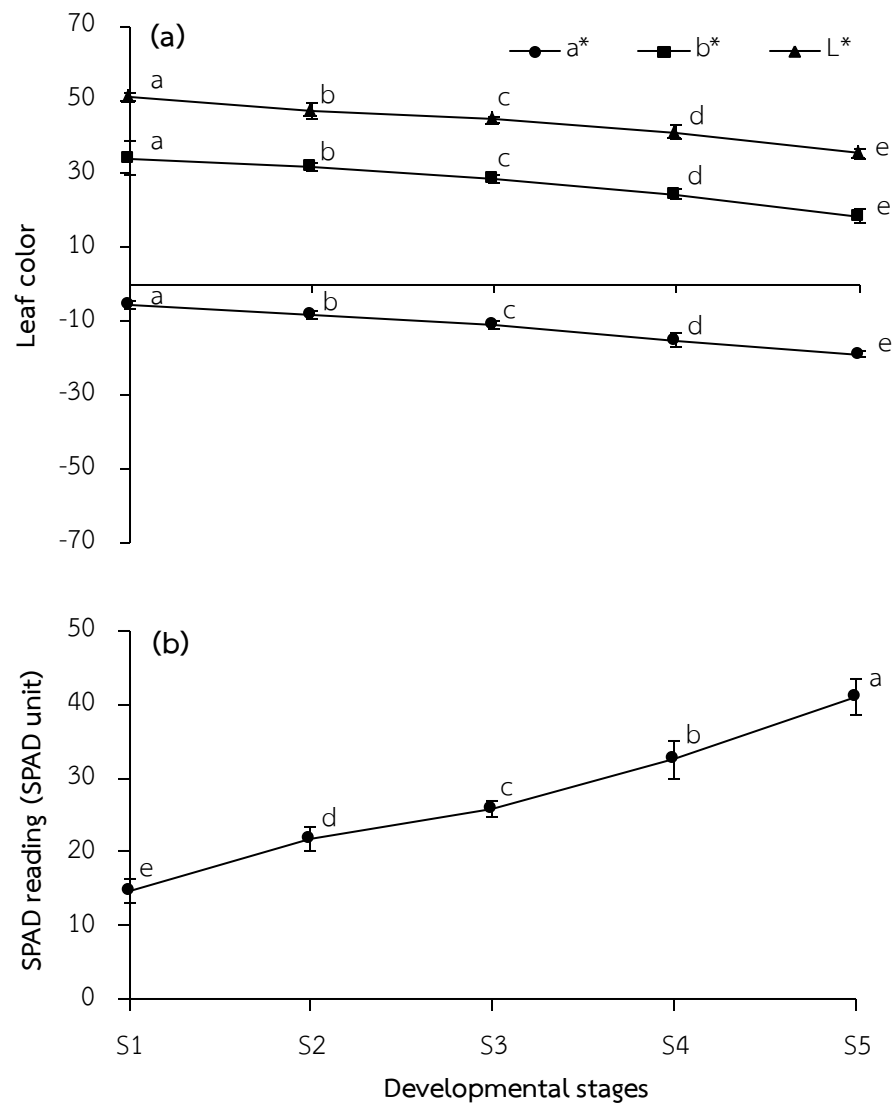 70
(a)
a* b* L*
50
30
10
-10
-30
-50
-70
Leaf color
a b c d e
a b c d e
a b c d e
50
(b)
40
30
20
10
0
SPAD reading (SPAD unit)
e d c b a
S1 S2 S3 S4 S5
Developmental stages